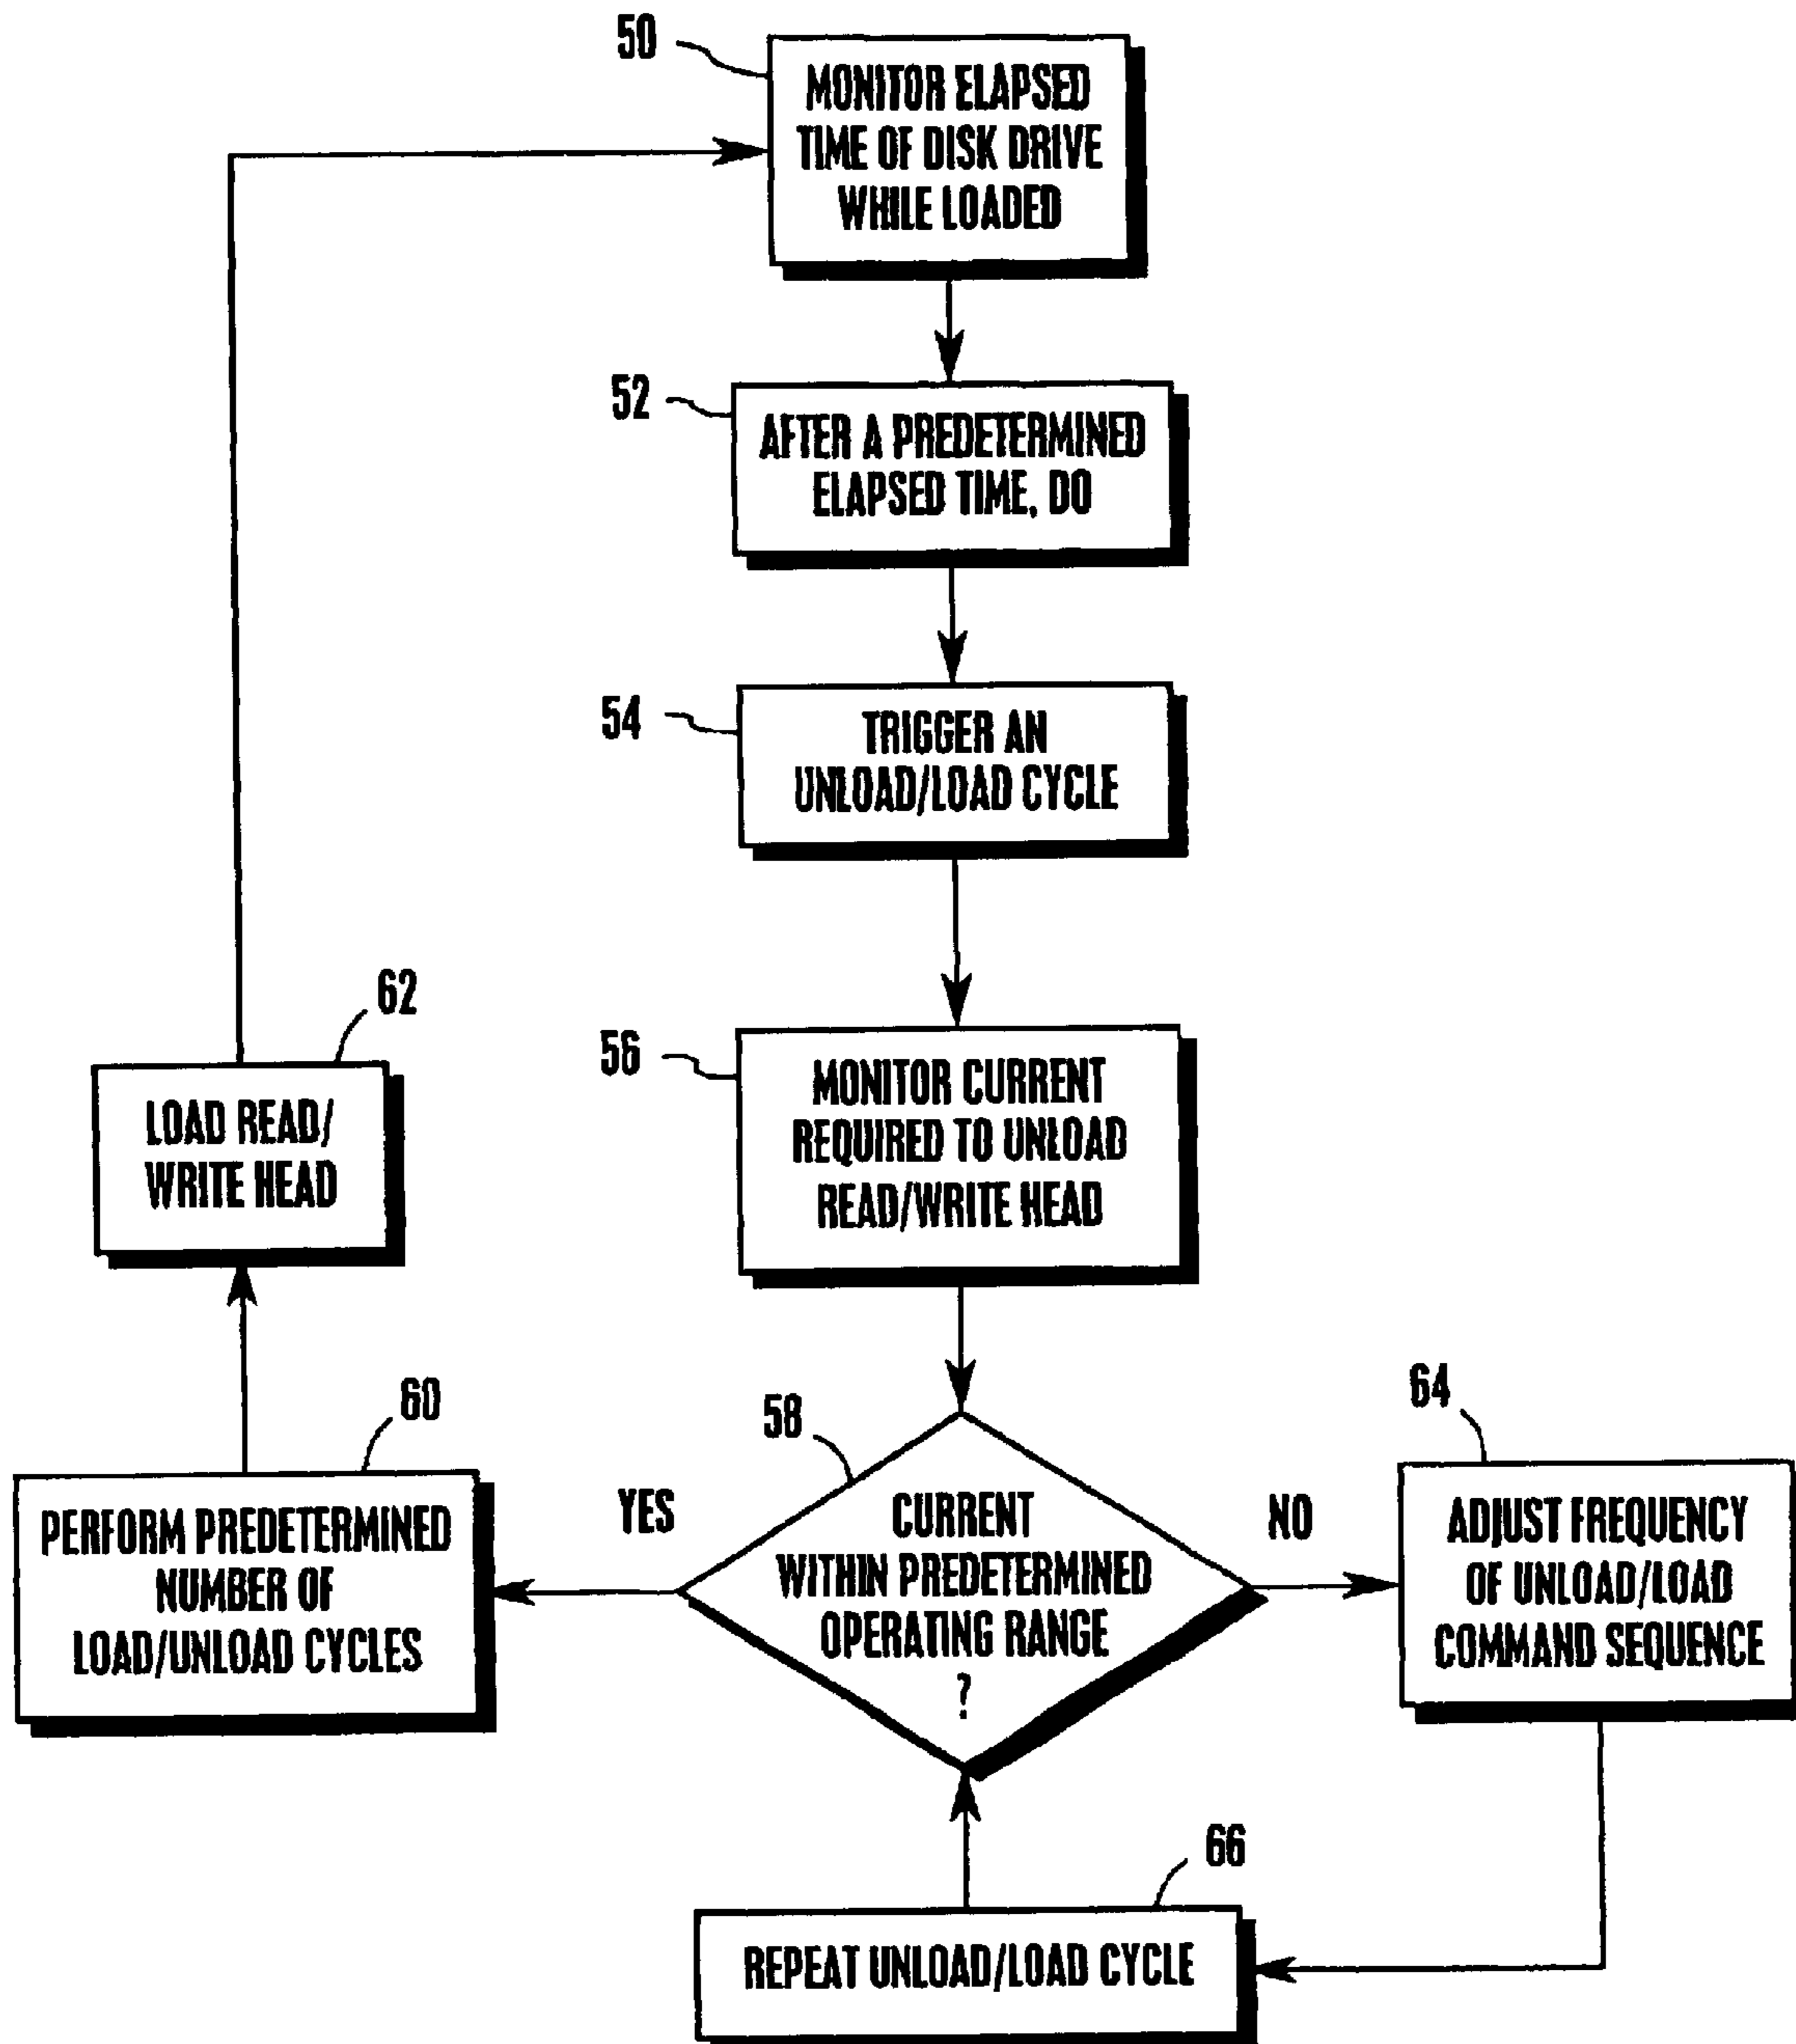 50
MONITOR ELAPSED
TIME OF DISK DRIVE
WHILE LOADED
52
AFTER A PREDETERMINED
ELAPSED TIME, DO
54
TRIGGER AN
UNLOAD/LOAD CYCLE
56
MONITOR CURRENT
REQUIRED TO UNLOAD
READ/WRITE HEAD
58
CURRENT
WITHIN PREDETERMINED
OPERATING RANGE
?
YES
60
PERFORM PREDETERMINED
NUMBER OF
LOAD/UNLOAD CYCLES
62
LOAD READ/
WRITE HEAD
NO
64
ADJUST FREQUENCY
OF UNLOAD/LOAD
COMMAND SEQUENCE
66
REPEAT UNLOAD/LOAD CYCLE